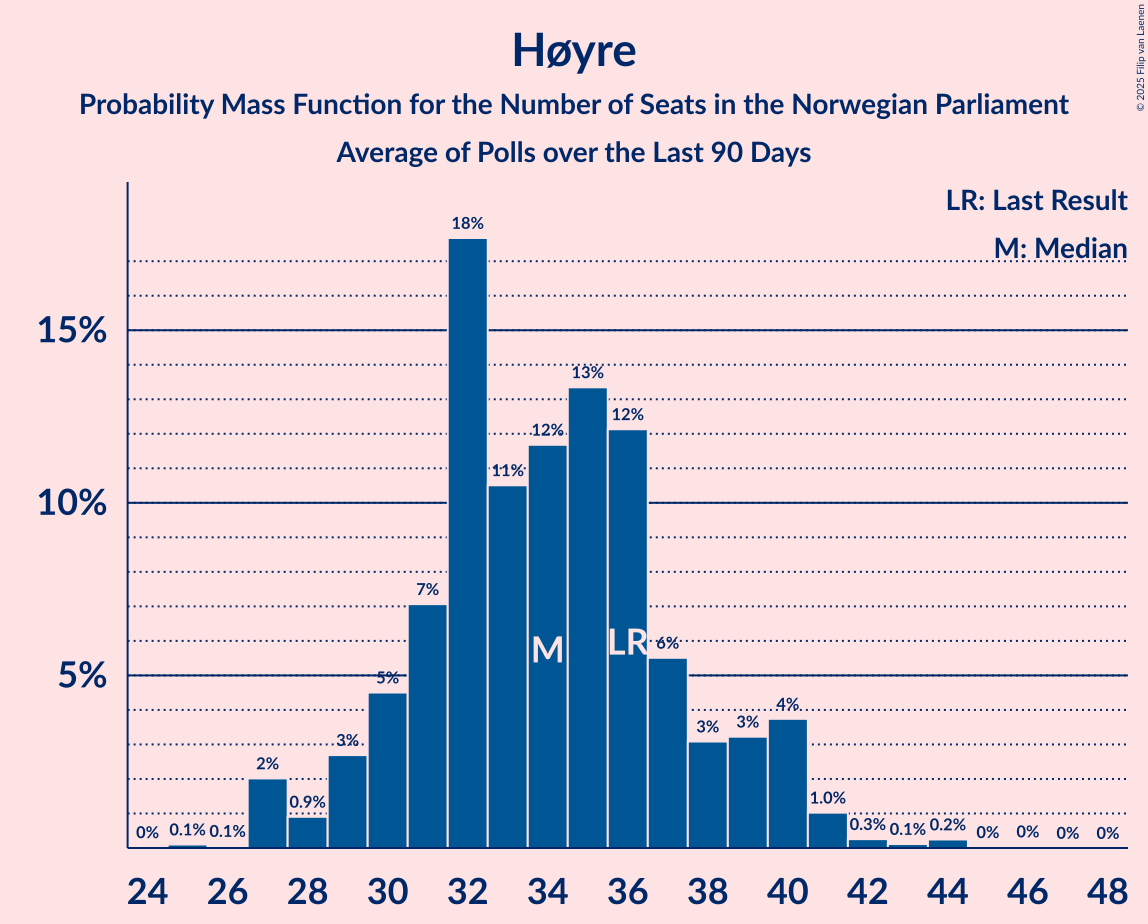 Høyre
Probability Mass Function for the Number of Seats in the Norwegian Parliament
Average of Polls over the Last 90 Days
© 2025 Filip van Laenen
LR: Last Result
M: Median
15%
10%
5%
0% 0.1% 0.1% 2% 0.9% 3% 5% 7% 18% 11% 12% 13% 12% 6% 3% 3% 4% 1.0% 0.3% 0.1% 0.2% 0% 0% 0% 0%
M LR
24 26 28 30 32 34 36 38 40 42 44 46 48